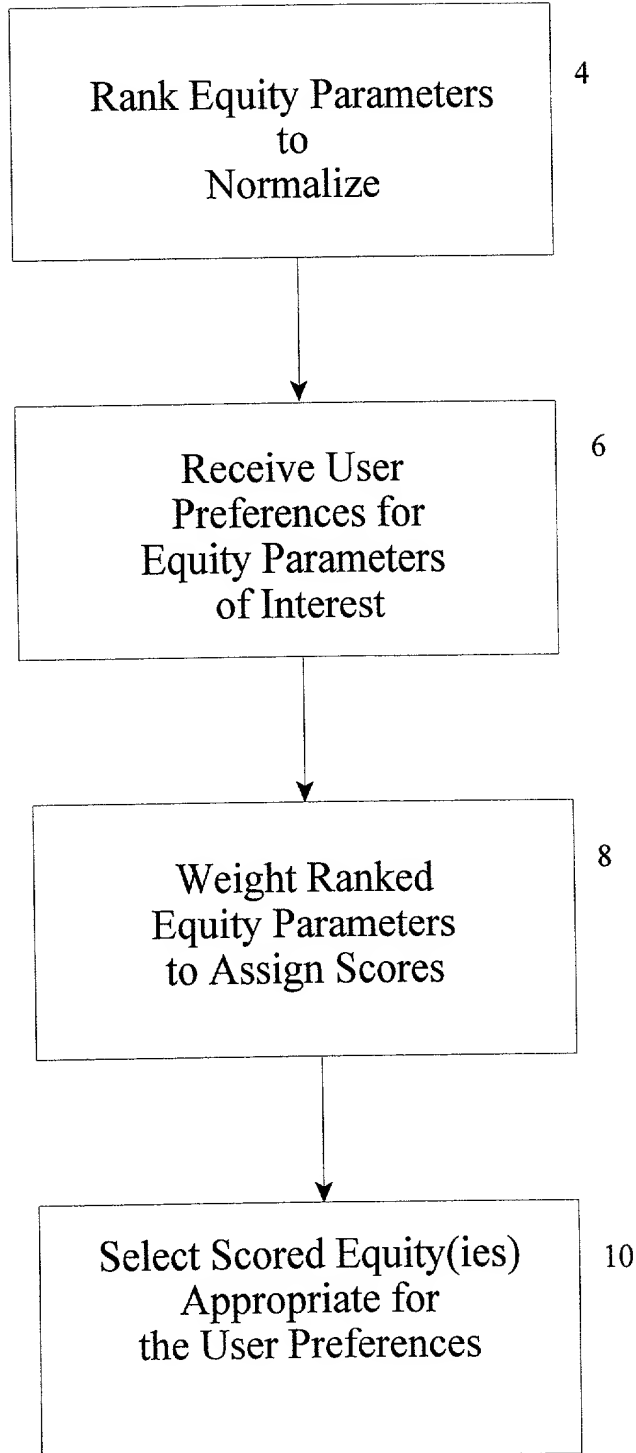 Rank Equity Parameters
to
Normalize
4
Receive User
Preferences for
Equity Parameters
of Interest
6
Weight Ranked
Equity Parameters
to Assign Scores
8
Select Scored Equity(ies)
Appropriate for
the User Preferences
10